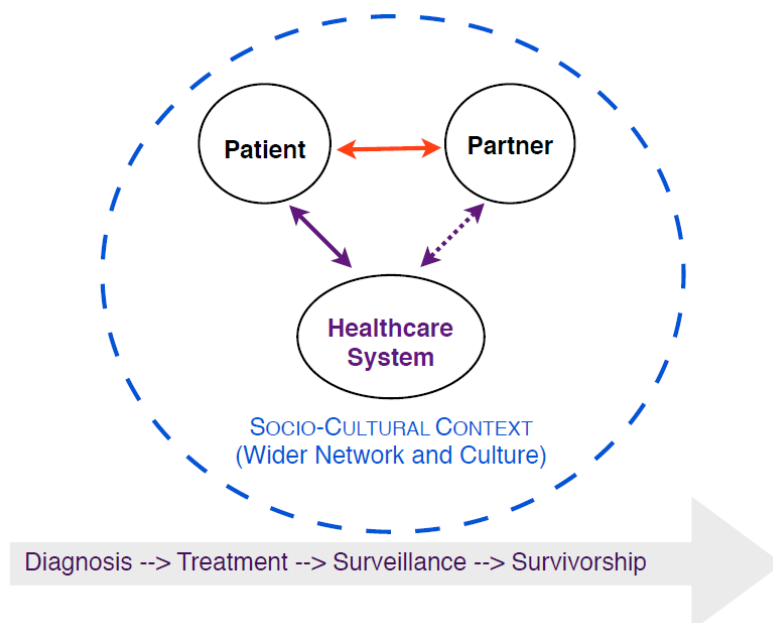 Patient
Partner
Healthcare
System
SOCIO-CULTURAL CONTEXT
(Wider Network and Culture)
Diagnosis --> Treatment --> Surveillance --> Survivorship